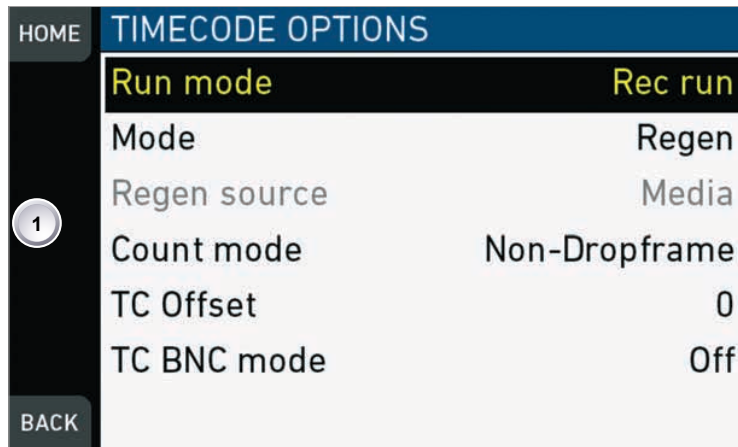 HOME
TIMECODE OPTIONS
Run mode Rec run
Mode Regen
Regen source Media
1
Count mode Non-Dropframe
TC Offset 0
TC BNC mode Off
BACK